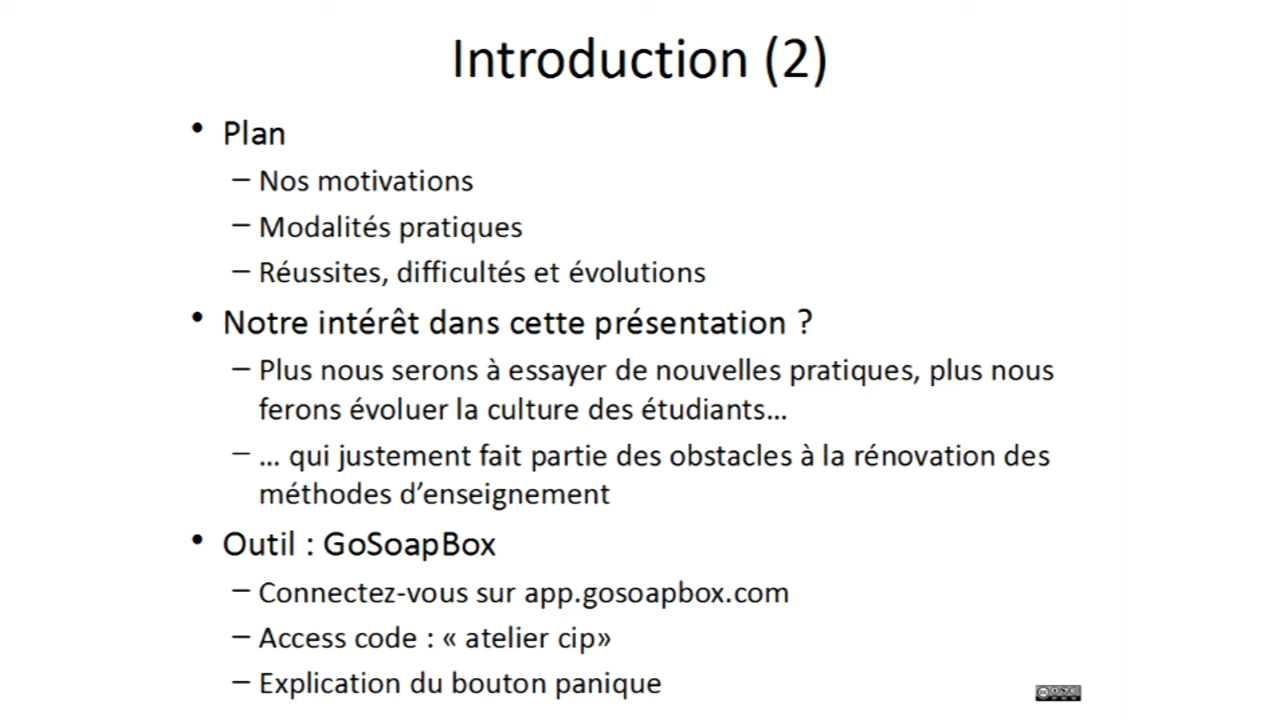 Introduction (2)
• Plan
– Nos motivations
– Modalités pratiques
– Réussites, difficultés et évolutions
• Notre intérêt dans cette présentation ?
– Plus nous serons à essayer de nouvelles pratiques, plus nous
ferons évoluer la culture des étudiants…
– … qui justement fait partie des obstacles à la rénovation des
méthodes d’enseignement
• Outil : GoSoapBox
– Connectez-vous sur app.gosoapbox.com
– Access code : « atelier cip»
– Explication du bouton panique